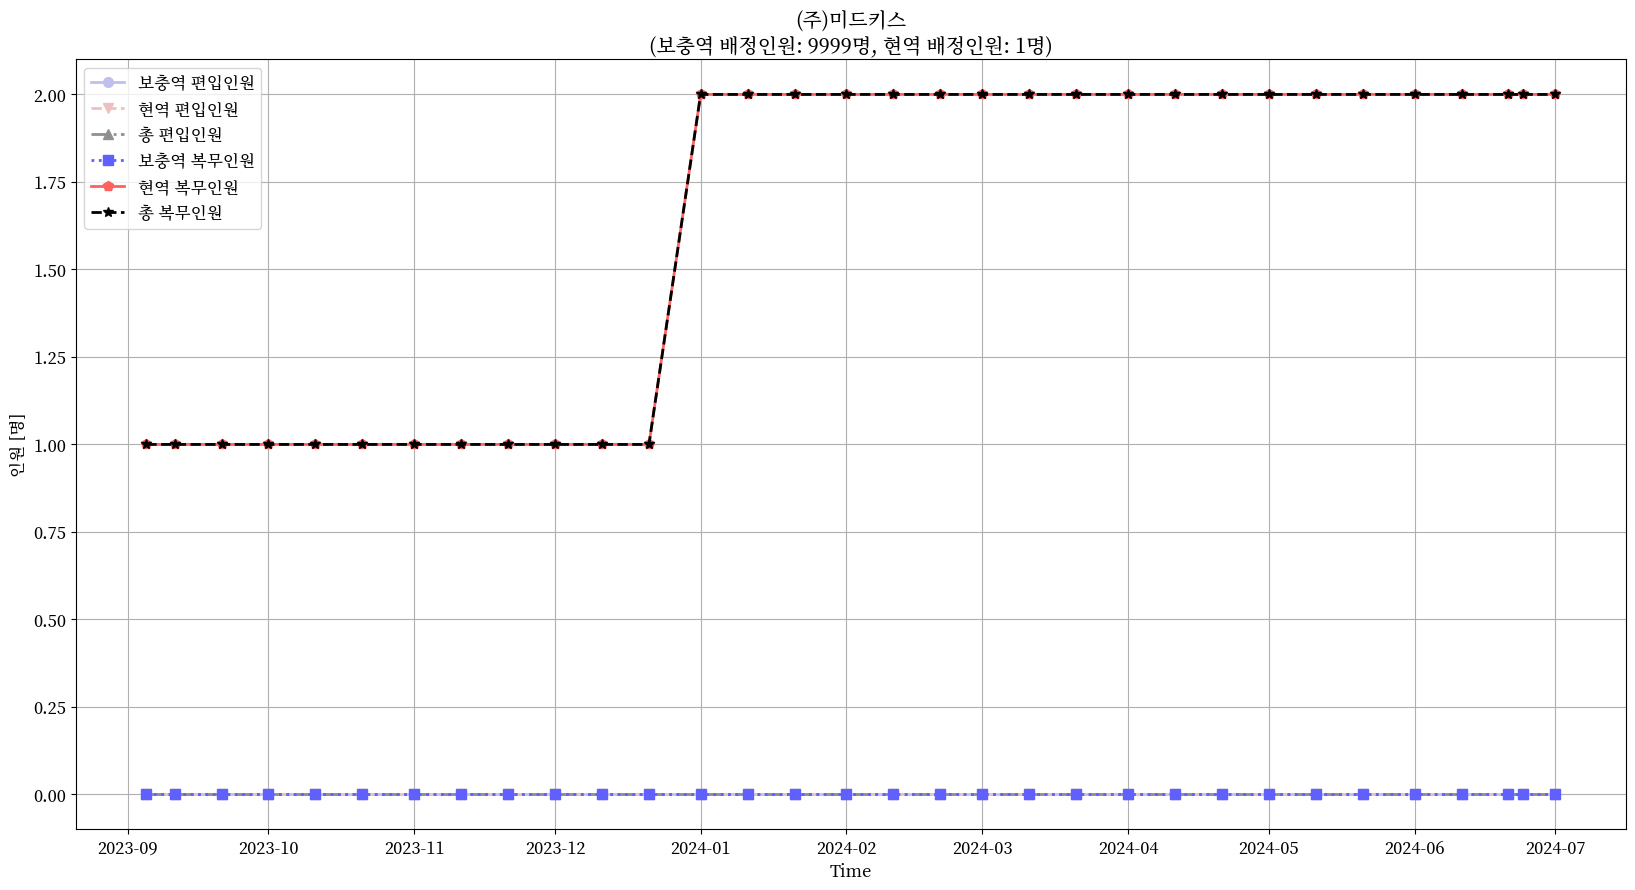 (주)미드키스
(보충역 배정인원: 9999명, 현역 배정인원: 1명)
보충역 편입인원
현역 편입인원
총 편입인원
보충역 복무인원
현역 복무인원
총 복무인원
2.00
1.75
1.50
1.25
1.00
0.75
0.50
0.25
0.00
인원 [명]
2023-09 2023-10 2023-11 2023-12 2024-01 2024-02 2024-03 2024-04 2024-05 2024-06 2024-07
Time